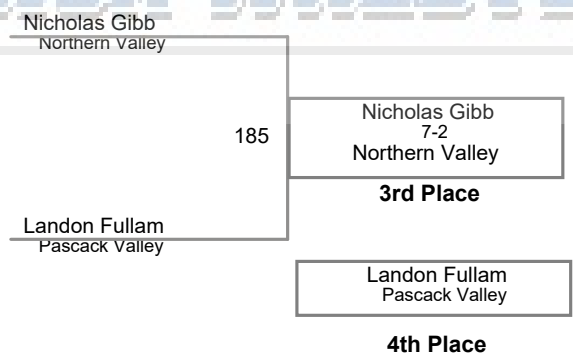 Nicholas Gibb
Northern Valley
185
Nicholas Gibb
7-2
Northern Valley
3rd Place
Landon Fullam
Pascack Valley
Landon Fullam
Pascack Valley
4th Place